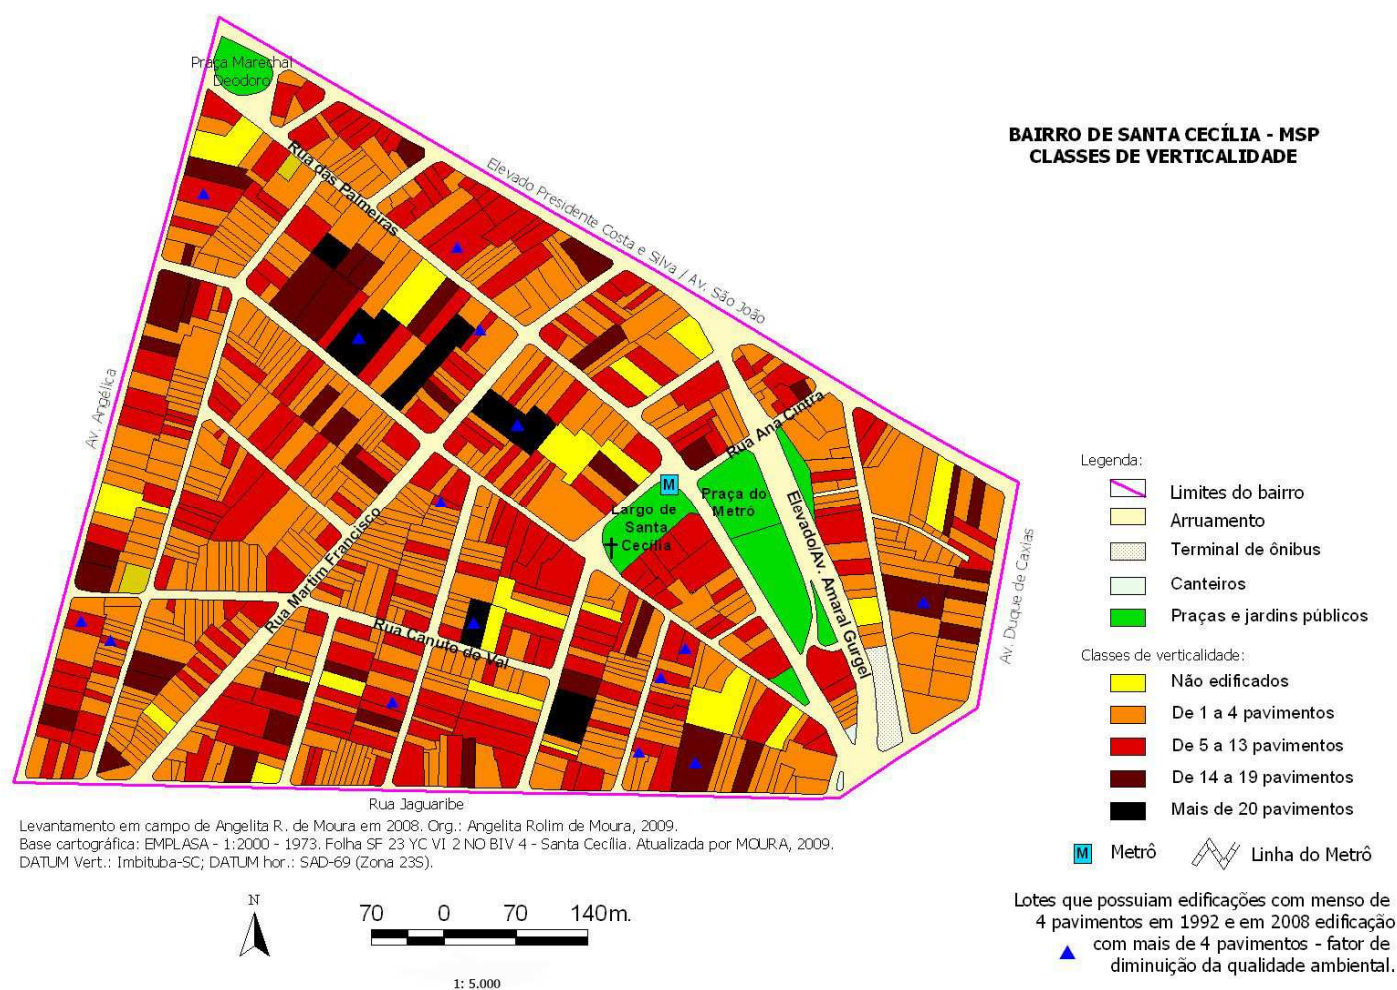 Praça Marechal
Deodoro
BAIRRO DE SANTA CECÍLIA - MSP
CLASSES DE VERTICALIDADE
Rua das Palmeiras
Elevado Presidente Costa e Silva / Av. São João
Av. Angélica
Rua Ana Cintra
M
Praça do
Metrô
Largo de
Santa
Cecília
Elevado/Av. Amaral Gurgel
Rua Martim Francisco
Rua Canuto do Val
Av. Duque de Caxias
Rua Jaguaribe
Legenda:
Limites do bairro
Arruamento
Terminal de ônibus
Canteiros
Praças e jardins públicos
Classes de verticalidade:
Não edificados
De 1 a 4 pavimentos
De 5 a 13 pavimentos
De 14 a 19 pavimentos
Mais de 20 pavimentos
M Metrô Linha do Metrô
Lotes que possuiam edificações com menso de
4 pavimentos em 1992 e em 2008 edificação
com mais de 4 pavimentos - fator de
diminuição da qualidade ambiental.
Levantamento em campo de Angelita R. de Moura em 2008. Org.: Angelita Rolim de Moura, 2009.
Base cartográfica: EMPLASA - 1:2000 - 1973. Folha SF 23 YC VI 2 NO BIV 4 - Santa Cecília. Atualizada por MOURA, 2009.
DATUM Vert.: Imbituba-SC; DATUM hor.: SAD-69 (Zona 23S).
N
70 0 70 140m.
1: 5.000